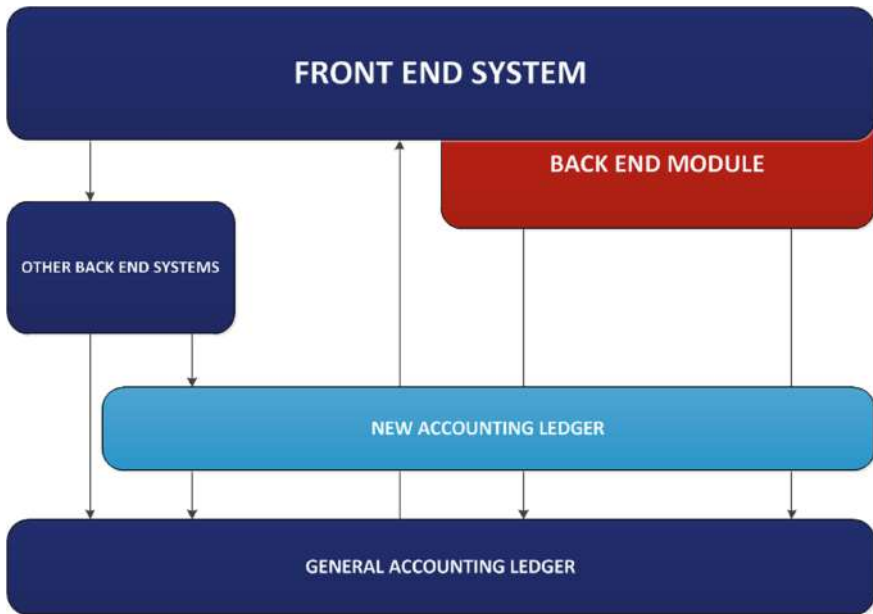 FRONT END SYSTEM
BACK END MODULE
OTHER BACK END SYSTEMS
NEW ACCOUNTING LEDGER
GENERAL ACCOUNTING LEDGER